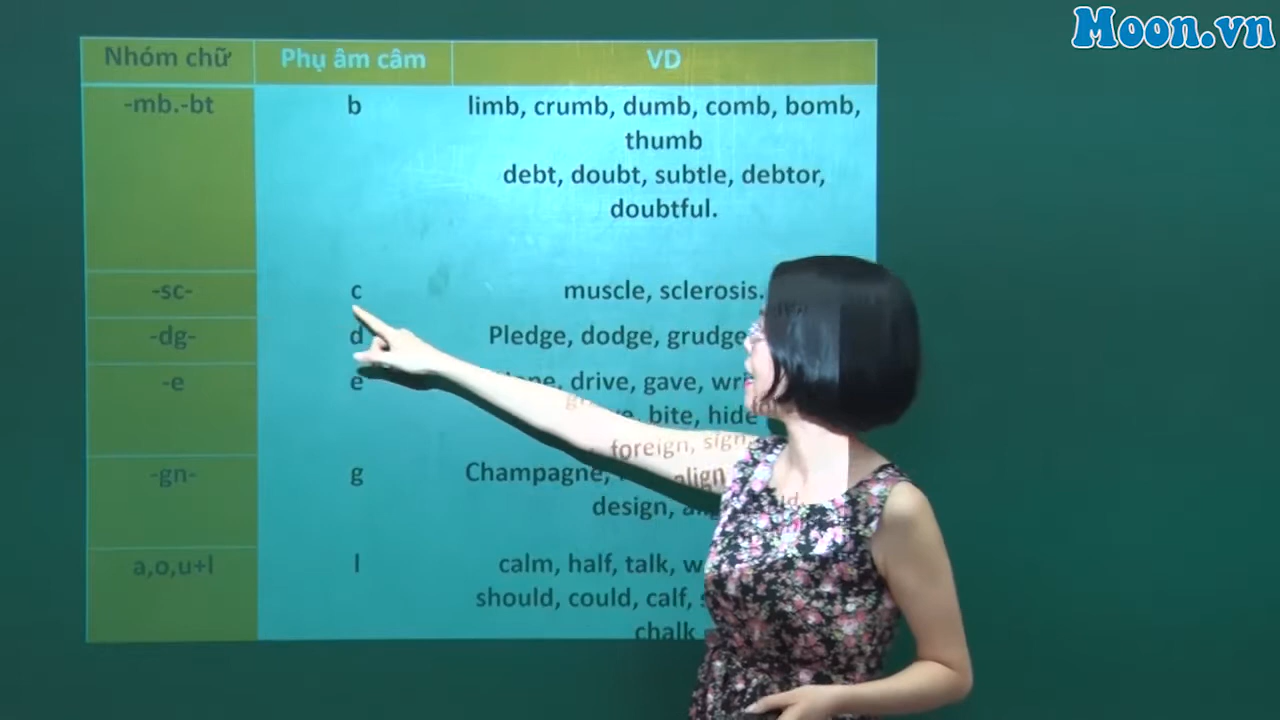 Moon.vn
Nhóm chữ Phụ âm câm VD
-mb.-bt b limb, crumb, dumb, comb, bomb,
thumb
debt, doubt, subtle, debtor,
doubtful.
-sc- c muscle, sclerosis.
-dg- d Pledge, dodge, grudge
-e e drive, gave,
bite, hide
foreign, sign,
-gn- g Champagne, align
design,
a,o,u+l l calm, half, talk,
should, could, calf,
chalk